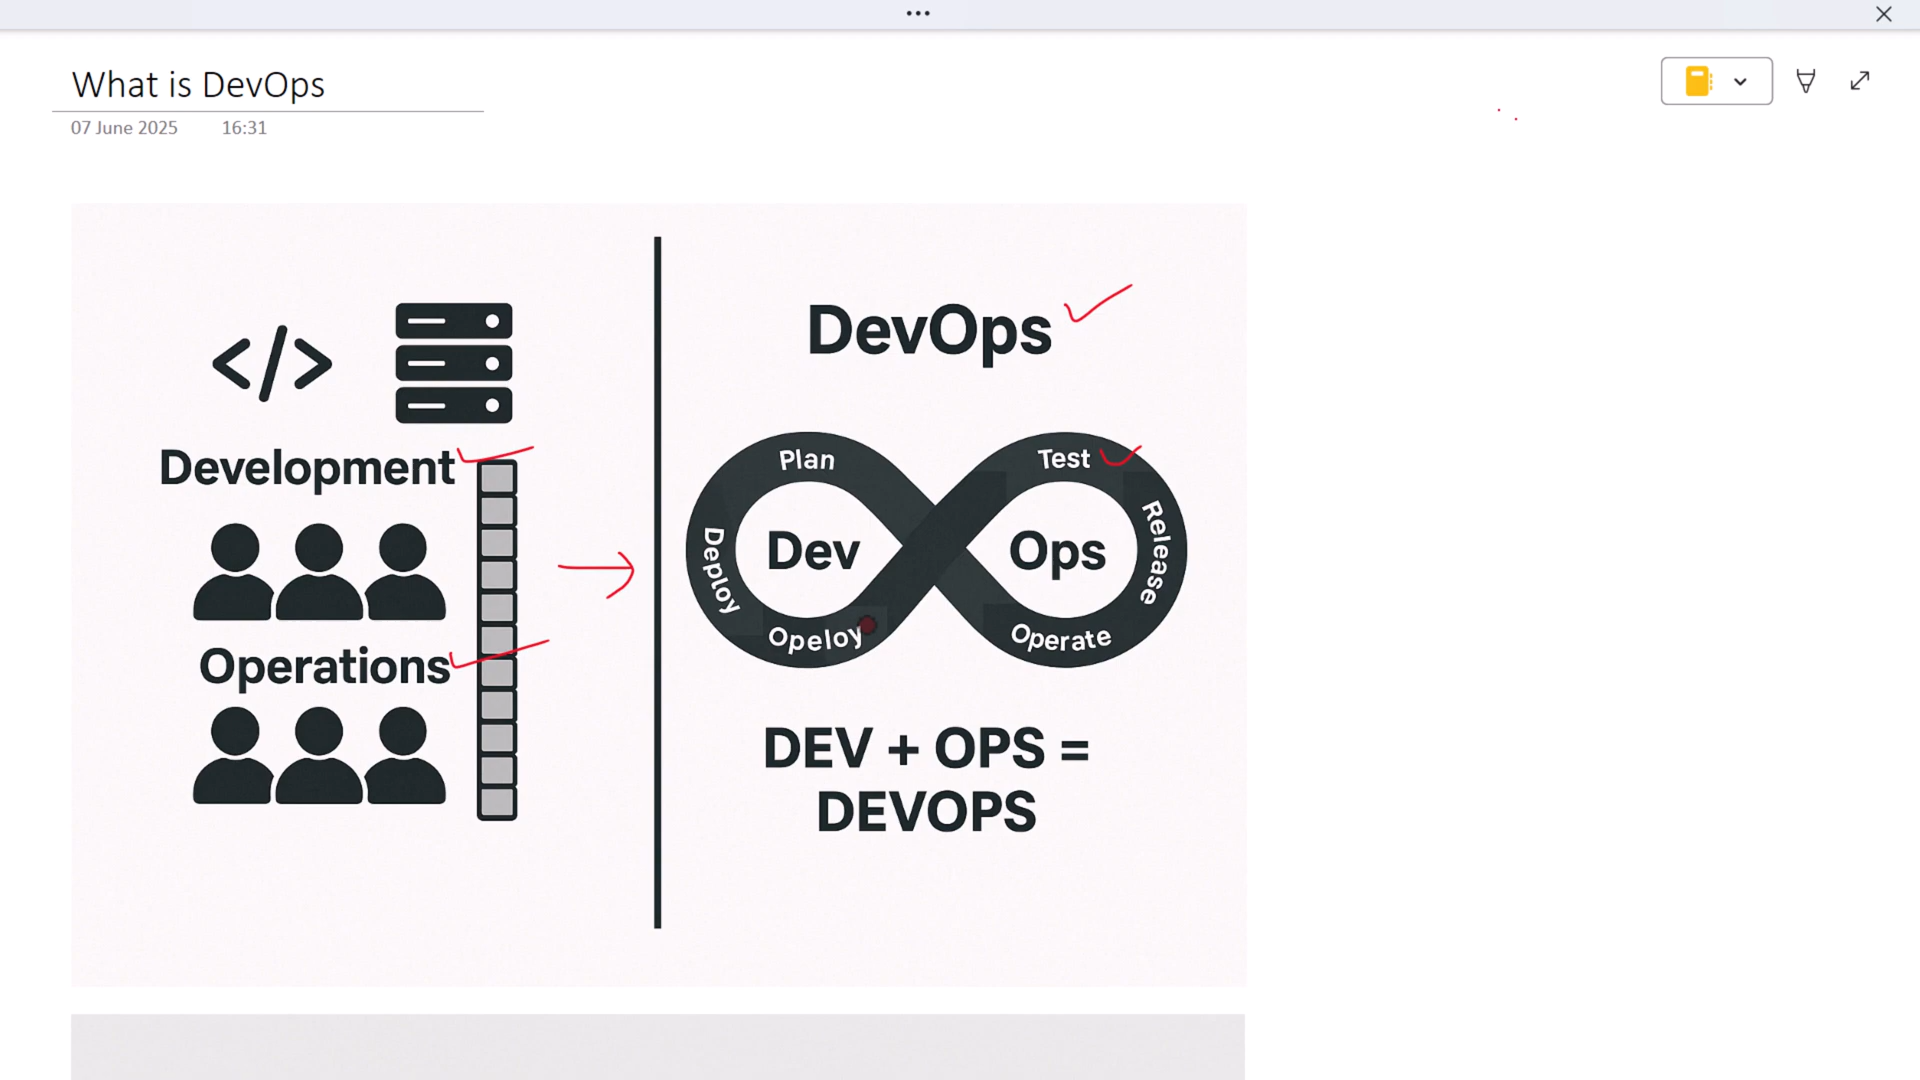 What is DevOps
07 June 2025 16:31
</>
Development
Operations
DevOps
Plan
Test
Deploy
Dev
Ops
Release
Opeloy
Operate
DEV + OPS =
DEVOPS